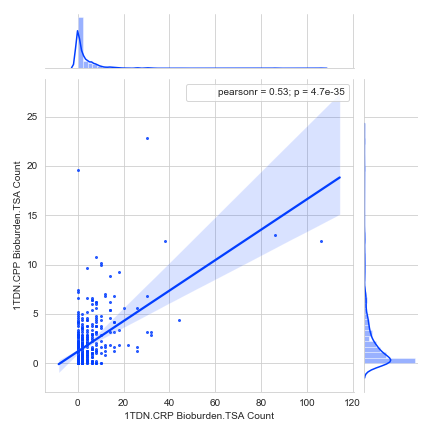 pearsonr = 0.53; p = 4.7e-35
1TDN.CPP Bioburden.TSA Count
25
20
15
10
5
0
0 20 40 60 80 100 120
1TDN.CRP Bioburden.TSA Count